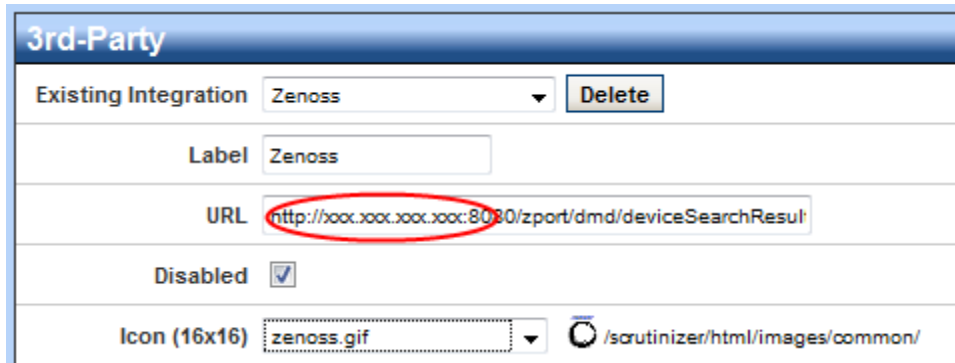 3rd-Party
Existing Integration Zenoss Delete
Label Zenoss
URL http://xxx.xxx.xxx.xxx:8080/zport/dmd/deviceSearchResult
Disabled
Icon (16x16) zenoss.gif /scrutinizer/html/images/common/